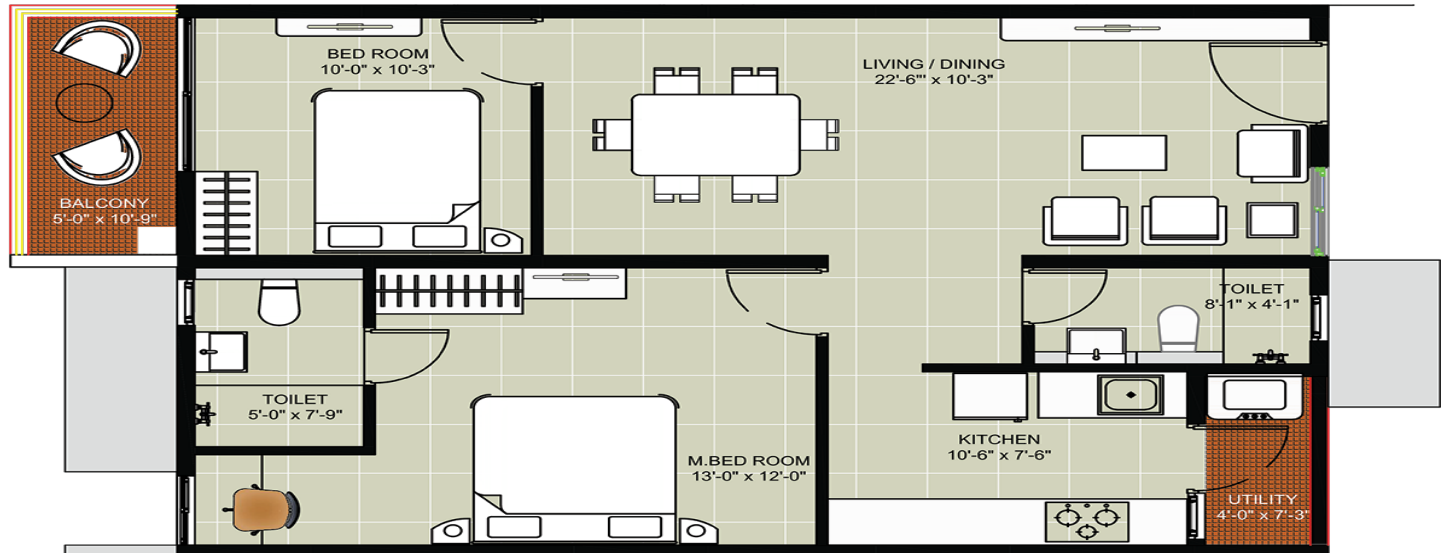 BED ROOM
10'-0" x 10'-3"
LIVING / DINING
22'-6"' x 10'-3"
BALCONY
5'-0" x 10'-9"
TOILET
8'-1" x 4'-1"
TOILET
5'-0" x 7'-9"
M.BED ROOM
13'-0" x 12'-0"
KITCHEN
10'-6" x 7'-6"
UTILITY
4'-0" x 7'-3"